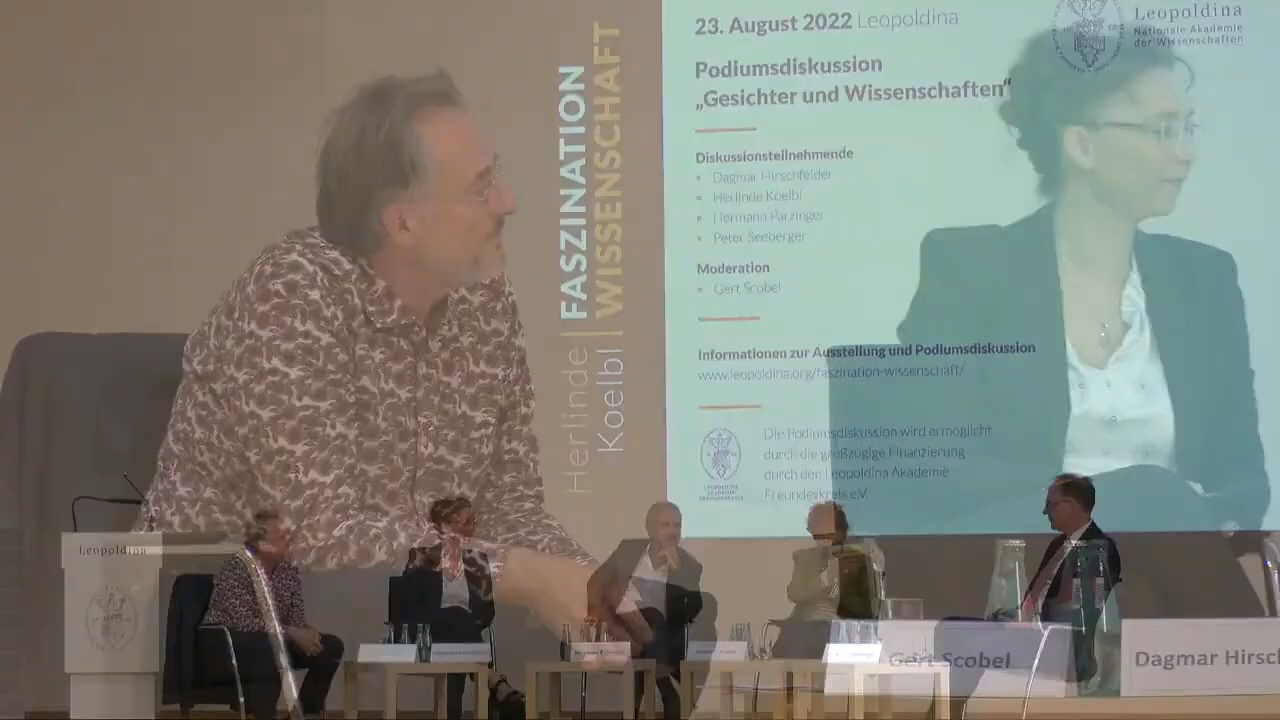 Herlinde | FASZINATION
Koelbl | WISSENSCHAFT
23. August 2022 Leopoldina
Leopoldina
Nationale Akademie
der Wissenschaften
Podiumsdiskussion
„Gesichter und Wissenschaften“
Diskussionsteilnehmende
• Dagmar Hirschfelder
• Herlinde Koelbl
• Hermann Parzinger
• Peter Seeberger
Moderation
• Gert Scobel
Informationen zur Ausstellung und Podiumsdiskussion
www.leopoldina.org/faszination-wissenschaft/
Die Podiumsdiskussion wird ermöglicht
durch die großzügige Finanzierung
durch den Leopoldina Akademie
Freundeskreis e.V.
Leopoldina
Gert Scobel
Dagmar Hirsch